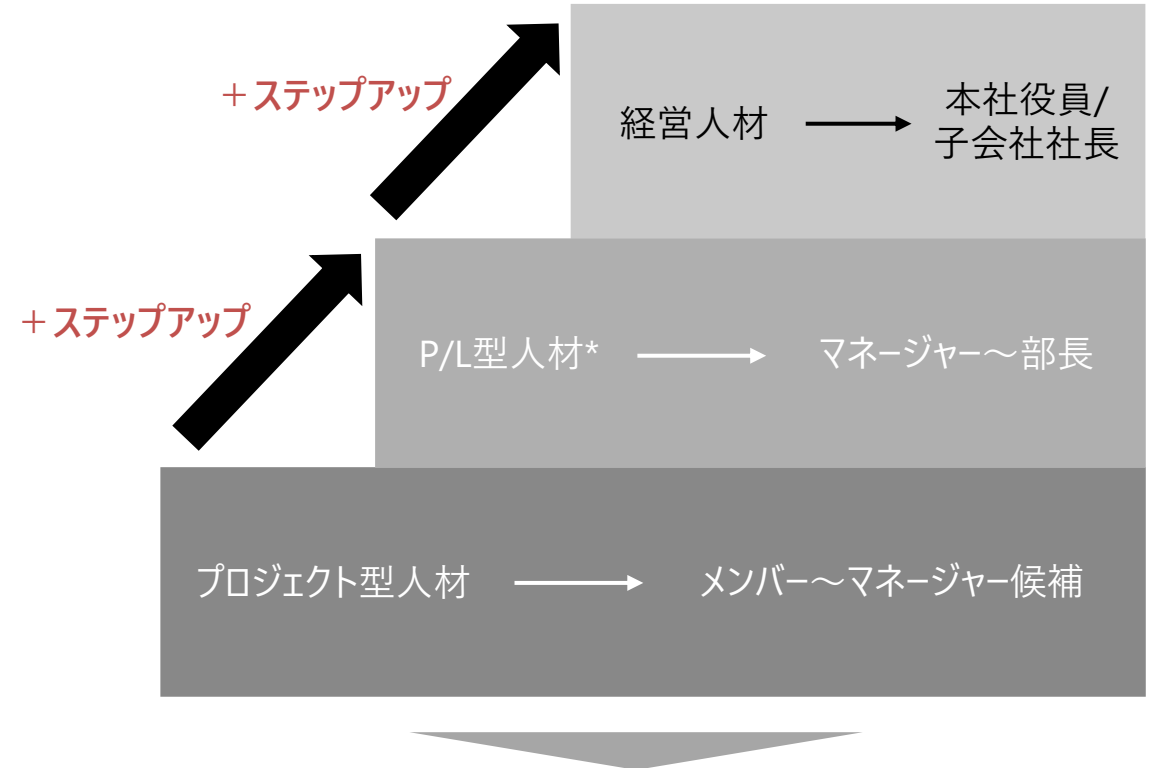 +ステップアップ
経営人材
本社役員/
子会社社長
+ステップアップ
P/L型人材*
マネージャー~部長
プロジェクト型人材
メンバー~マネージャー候補